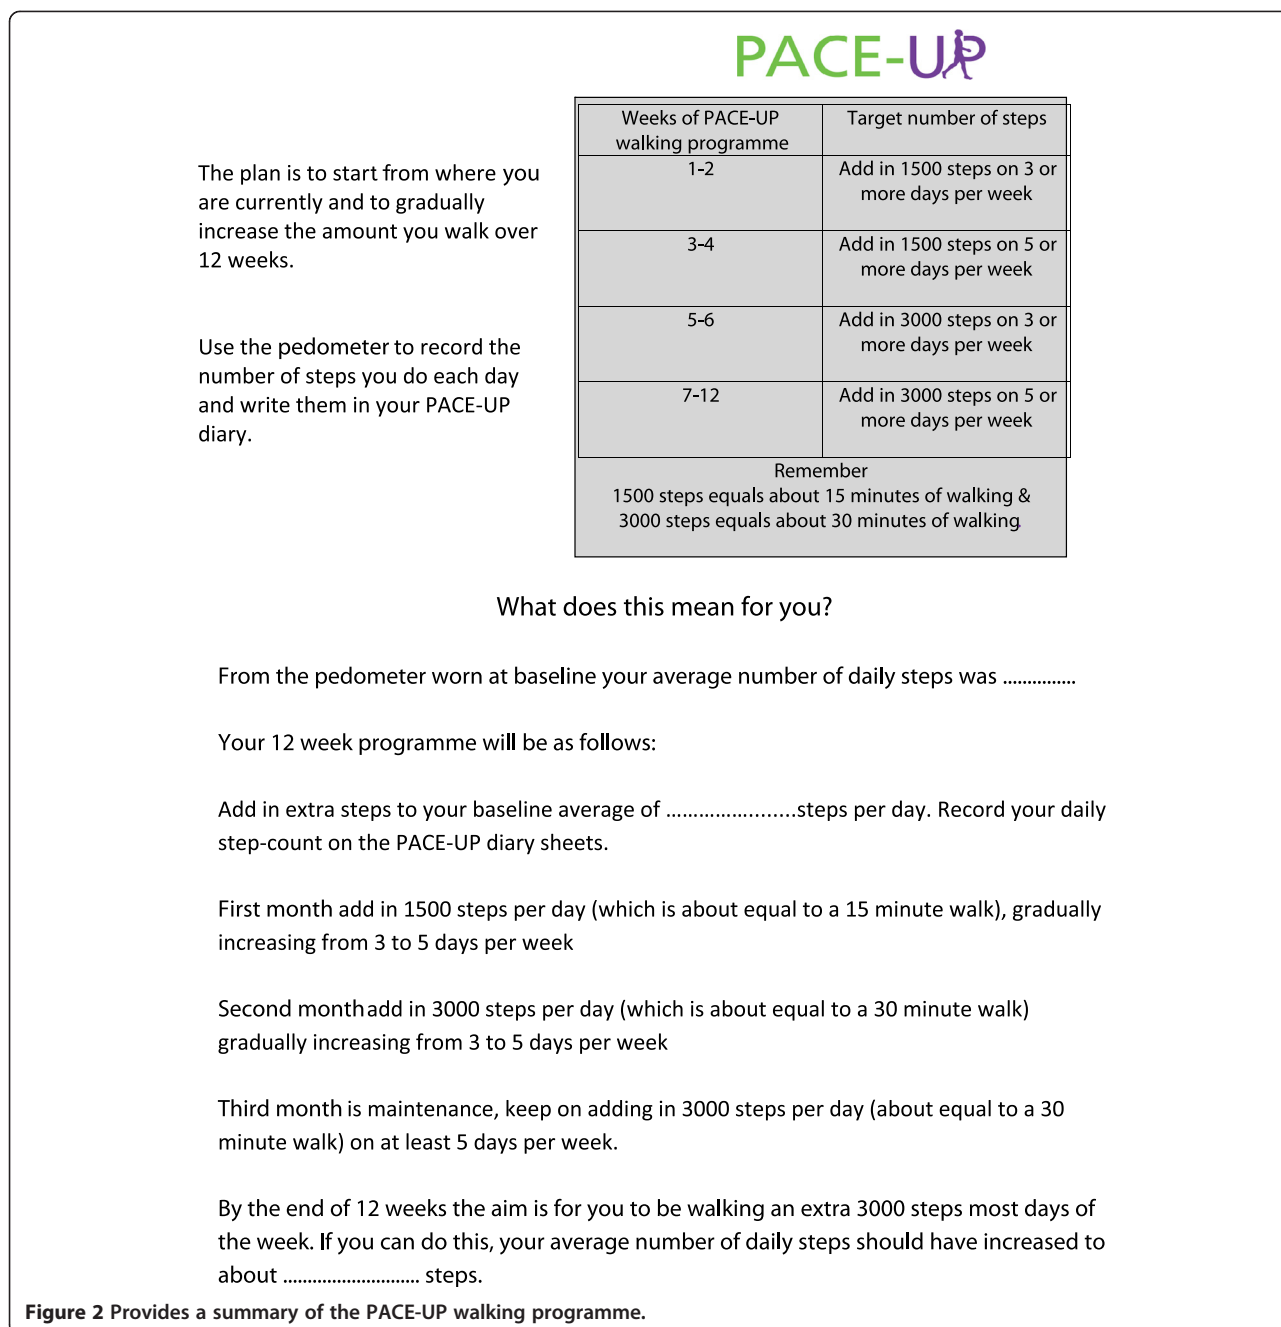 PACE-UP
The plan is to start from where you
are currently and to gradually
increase the amount you walk over
12 weeks.
Use the pedometer to record the
number of steps you do each day
and write them in your PACE-UP
diary.
Weeks of PACE-UP
walking programme
Target number of steps
1-2
Add in 1500 steps on 3 or
more days per week
3-4
Add in 1500 steps on 5 or
more days per week
5-6
Add in 3000 steps on 3 or
more days per week
7-12
Add in 3000 steps on 5 or
more days per week
Remember
1500 steps equals about 15 minutes of walking &
3000 steps equals about 30 minutes of walking.
What does this mean for you?
From the pedometer worn at baseline your average number of daily steps was ...............
Your 12 week programme will be as follows:
Add in extra steps to your baseline average of .......................steps per day. Record your daily
step-count on the PACE-UP diary sheets.
First month add in 1500 steps per day (which is about equal to a 15 minute walk), gradually
increasing from 3 to 5 days per week
Second month add in 3000 steps per day (which is about equal to a 30 minute walk)
gradually increasing from 3 to 5 days per week
Third month is maintenance, keep on adding in 3000 steps per day (about equal to a 30
minute walk) on at least 5 days per week.
By the end of 12 weeks the aim is for you to be walking an extra 3000 steps most days of
the week. If you can do this, your average number of daily steps should have increased to
about ............................ steps.
Figure 2 Provides a summary of the PACE-UP walking programme.